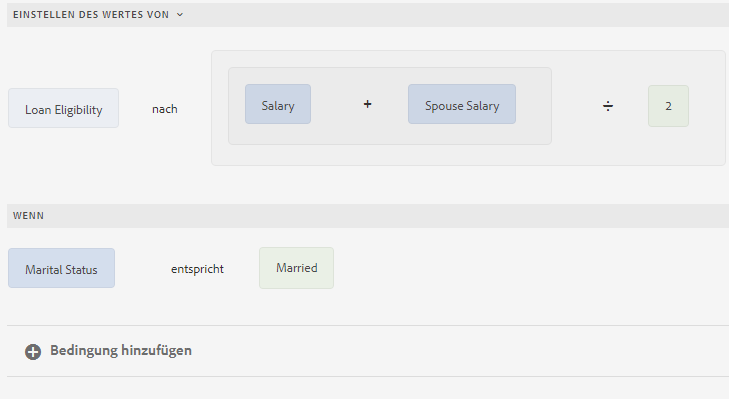 EINSTELLEN DES WERTES VON
Loan Eligibility nach Salary + Spouse Salary ÷ 2
WENN
Marital Status entspricht Married
Bedingung hinzufügen